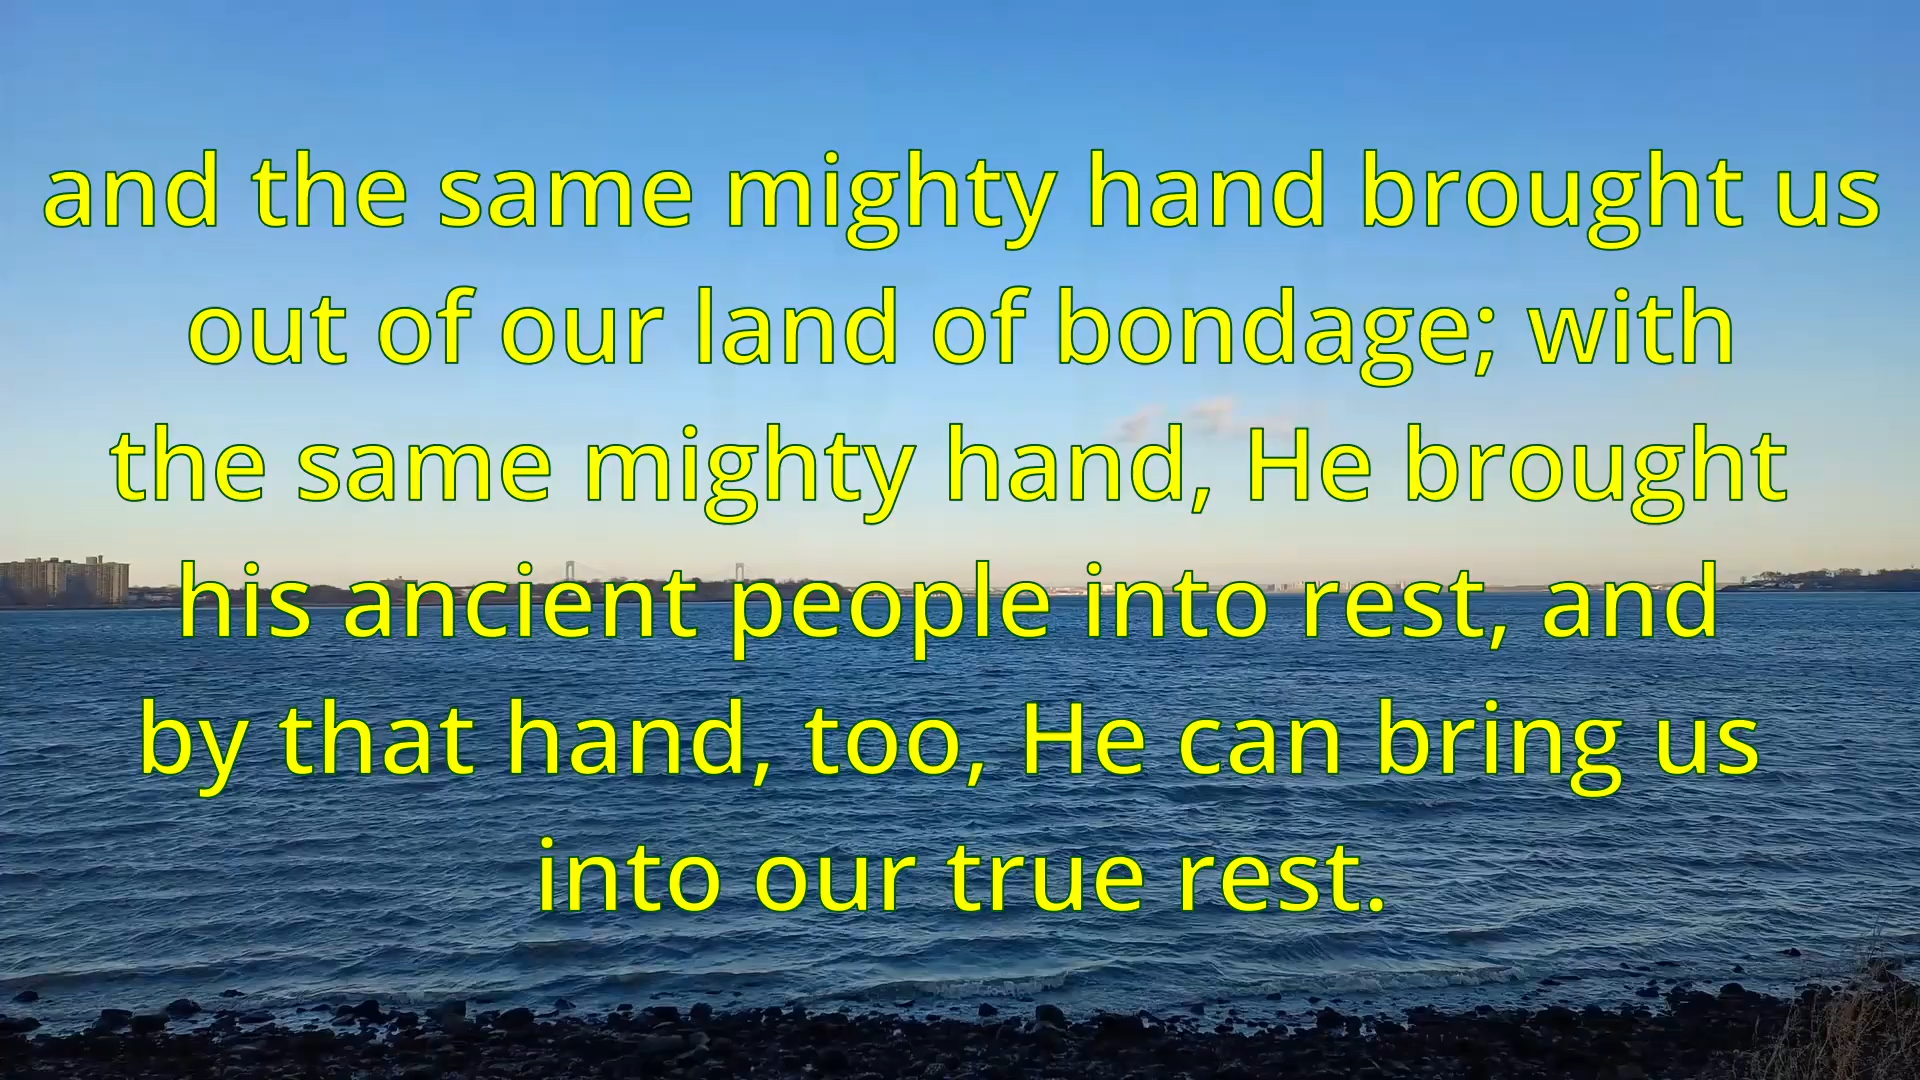 and the same mighty hand brought us
out of our land of bondage; with
the same mighty hand, He brought
his ancient people into rest, and
by that hand, too, He can bring us
into our true rest.